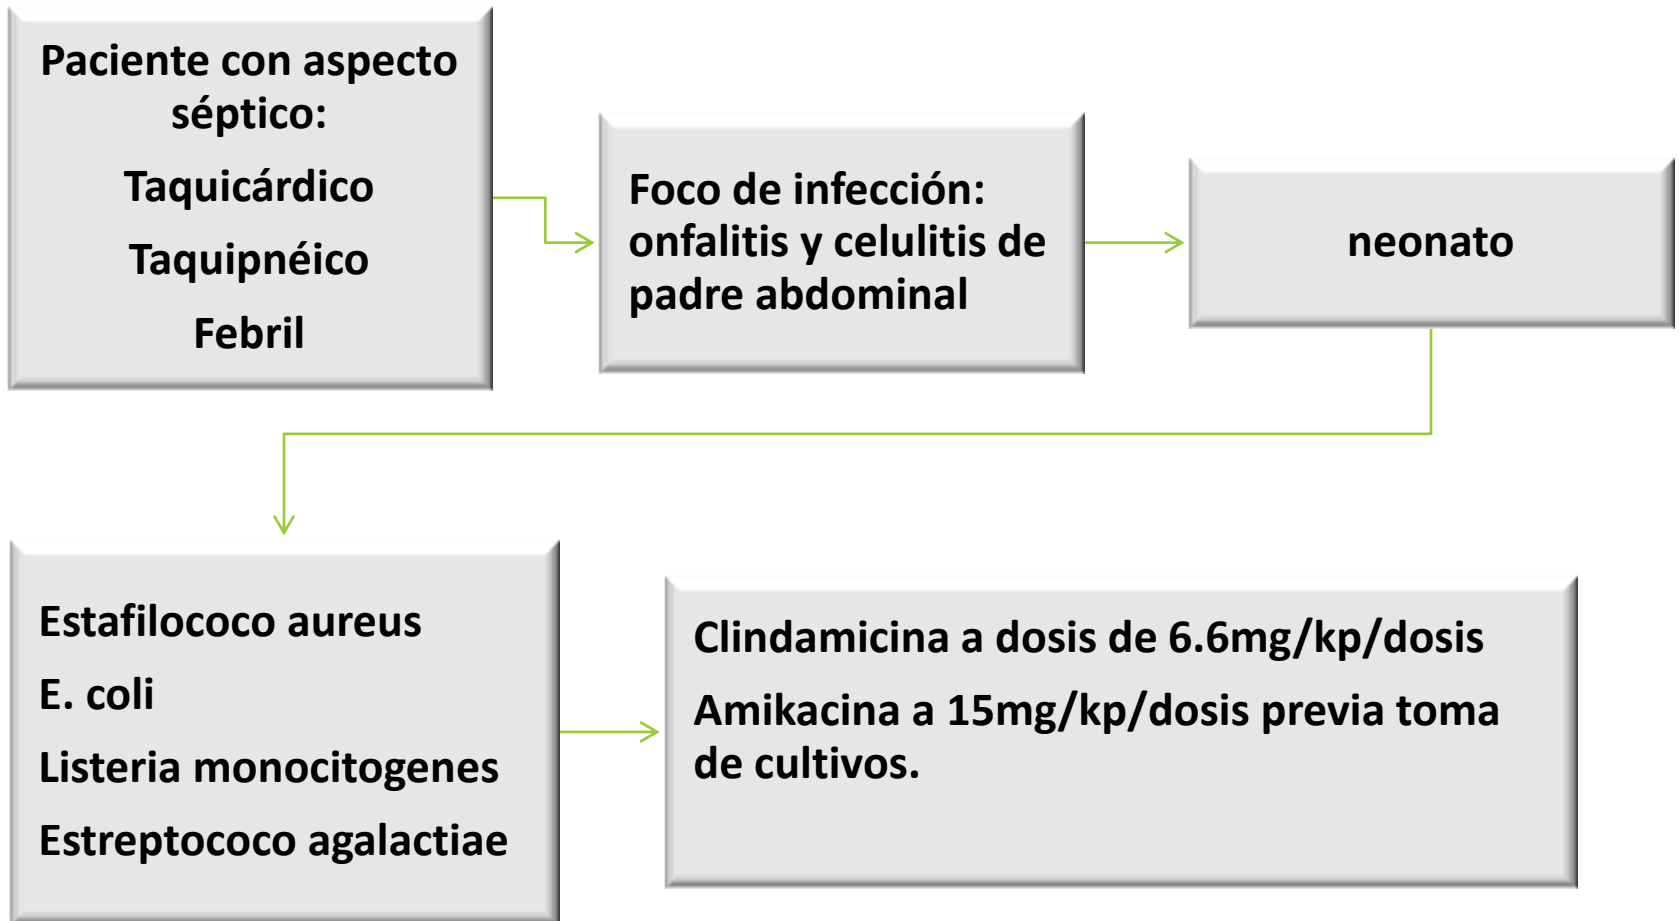 Paciente con aspecto
séptico:
Taquicárdico
Taquipnéico
Febril
Foco de infección:
onfalitis y celulitis de
padre abdominal
neonato
Estafilococo aureus
E. coli
Listeria monocitogenes
Estreptococo agalactiae
Clindamicina a dosis de 6.6mg/kp/dosis
Amikacina a 15mg/kp/dosis previa toma
de cultivos.